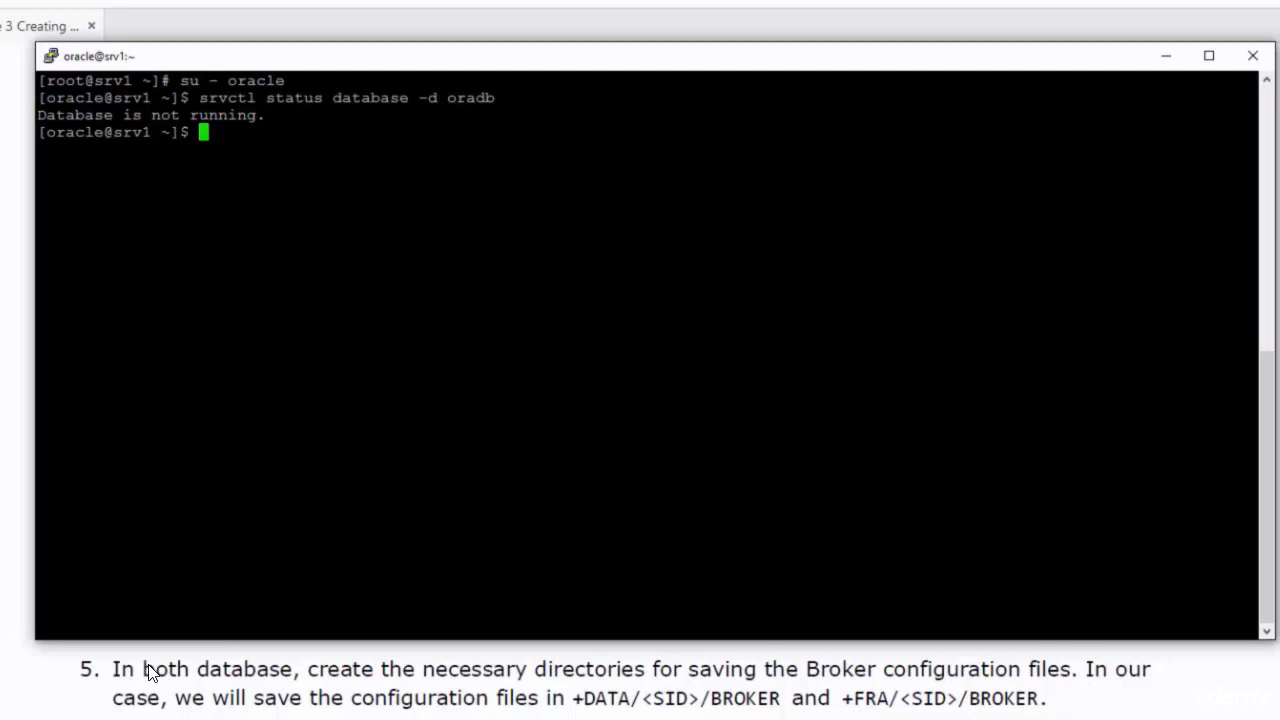 3 Creating ...
oracle@srv1:~
[root@srv1 ~]# su - oracle
[oracle@srv1 ~]$ srvctl status database -d oradb
Database is not running.
[oracle@srv1 ~]$
5. In both database, create the necessary directories for saving the Broker configuration files. In our
case, we will save the configuration files in +DATA/<SID>/BROKER and +FRA/<SID>/BROKER.
udemy